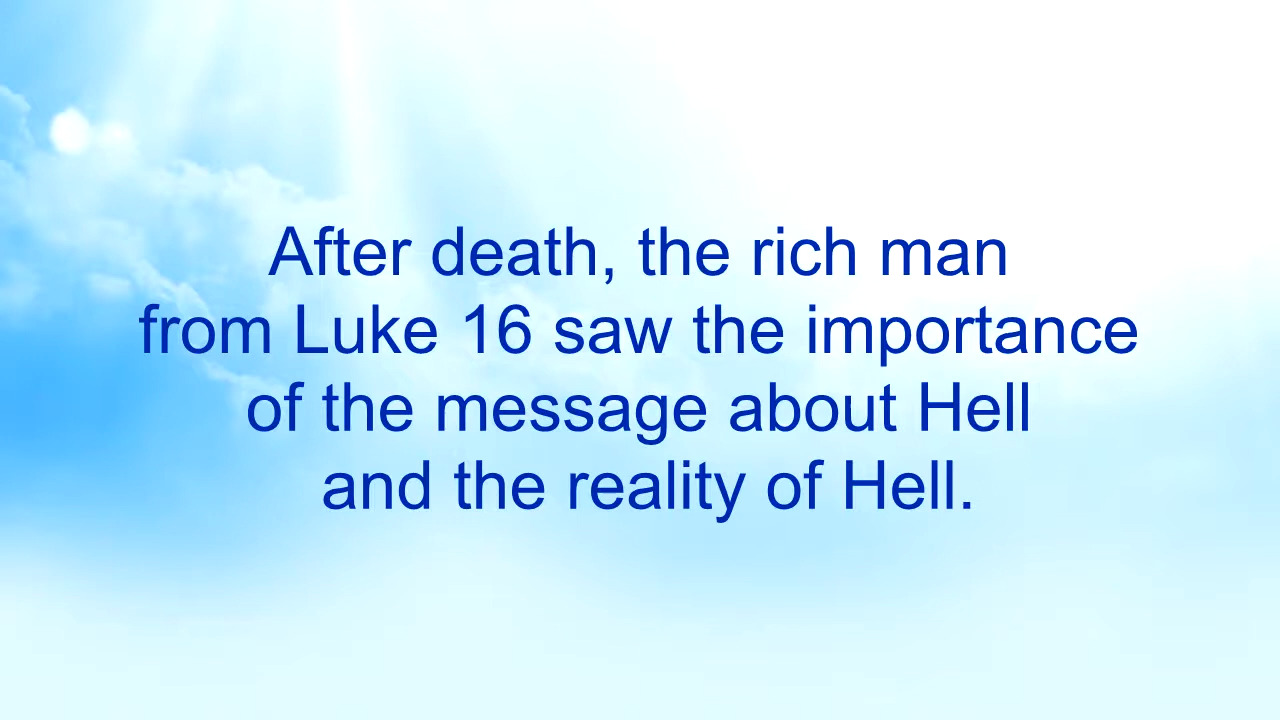 After death, the rich man
from Luke 16 saw the importance
of the message about Hell
and the reality of Hell.